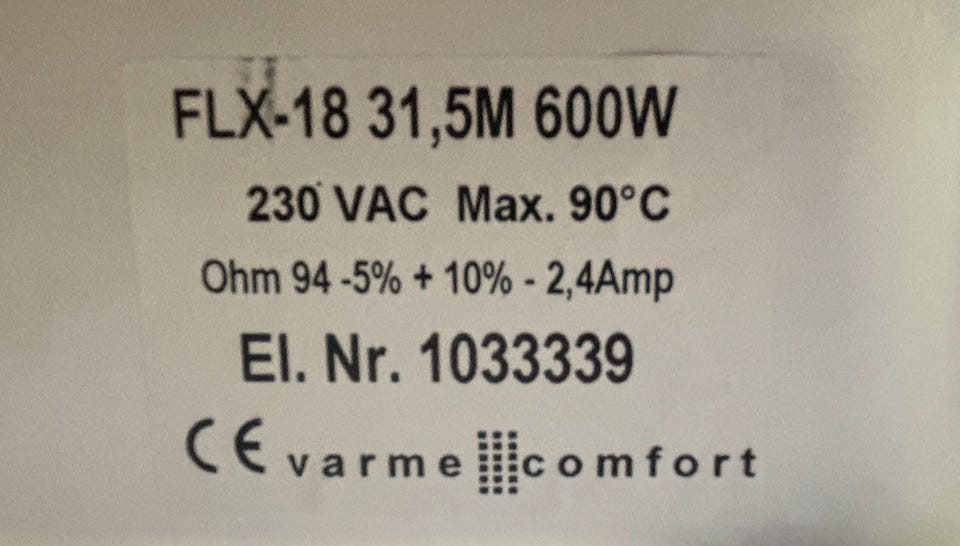 FLX-18 31,5M 600W
230 VAC Max. 90°C
Ohm 94 -5% + 10% - 2,4Amp
El. Nr. 1033339
CE varme comfort